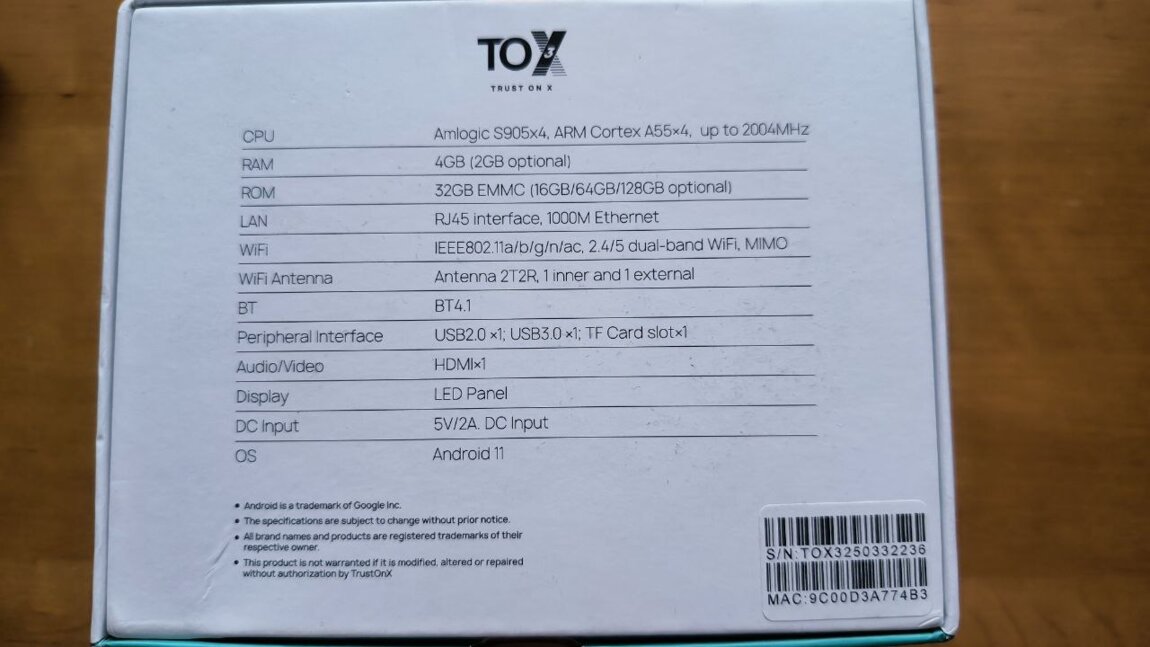 TOX3
TRUST ON X
CPU Amlogic S905x4, ARM Cortex A55×4, up to 2004MHz
RAM 4GB (2GB optional)
ROM 32GB EMMC (16GB/64GB/128GB optional)
LAN RJ45 interface, 1000M Ethernet
WiFi IEEE802.11a/b/g/n/ac, 2.4/5 dual-band WiFi, MIMO
WiFi Antenna Antenna 2T2R, 1 inner and 1 external
BT BT4.1
Peripheral Interface USB2.0 ×1; USB3.0 ×1; TF Card slot×1
Audio/Video HDMI×1
Display LED Panel
DC Input 5V/2A. DC Input
OS Android 11
• Android is a trademark of Google Inc.
• The specifications are subject to change without prior notice.
• All brand names and products are registered trademarks of their
respective owner.
• This product is not warranted if it is modified, altered or repaired
without authorization by TrustOnX
S/N:TOX3250332236
MAC:9C00D3A774B3